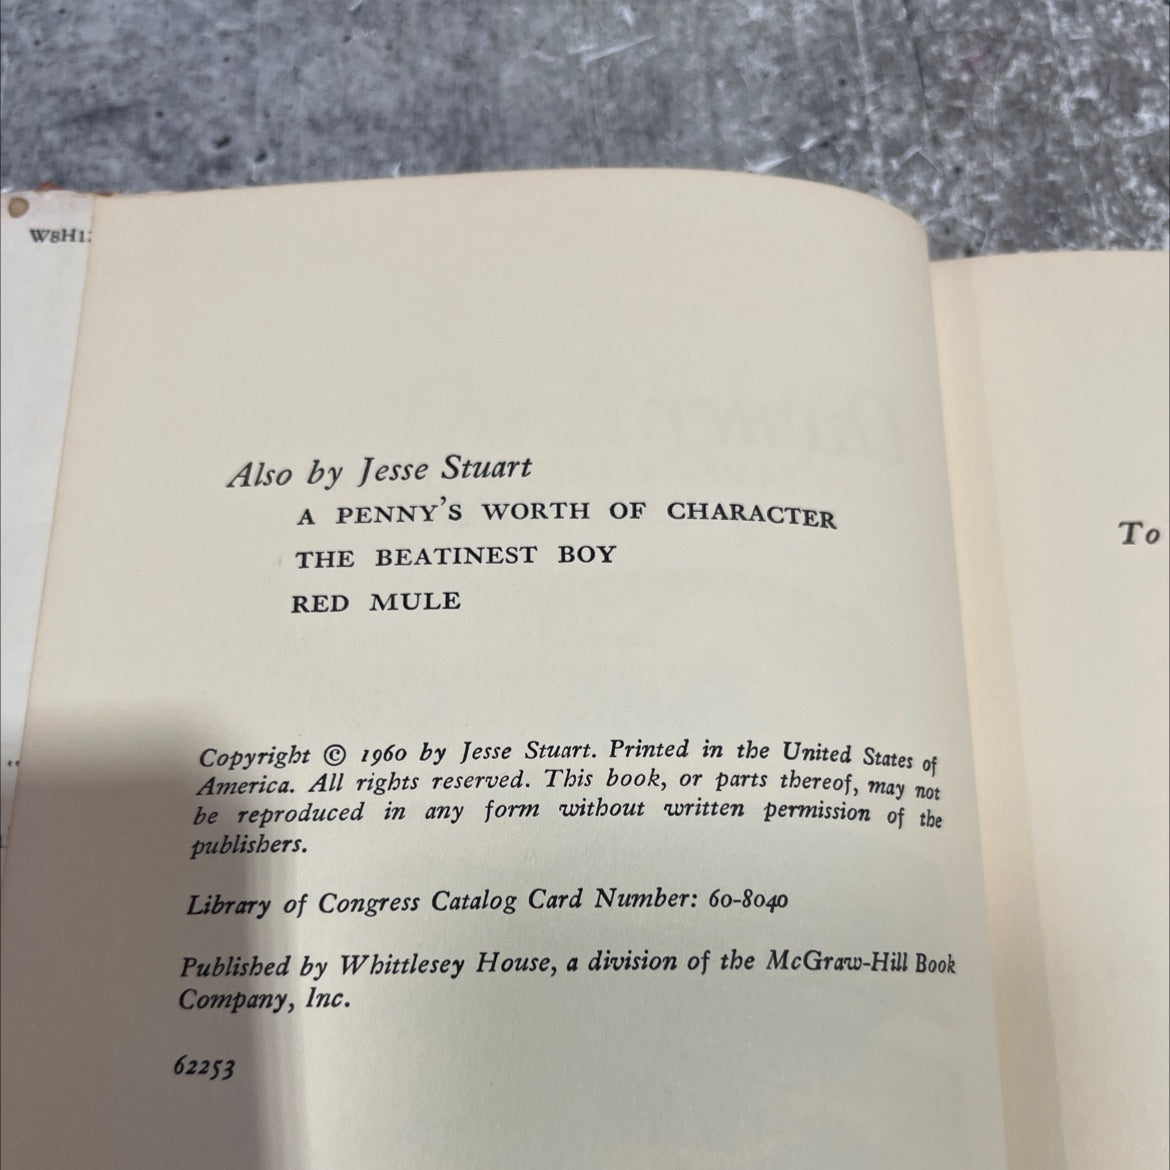 W8H1
Also by Jesse Stuart
A PENNY'S WORTH OF CHARACTER
THE BEATINEST BOY
RED MULE
Copyright © 1960 by Jesse Stuart. Printed in the United States of
America. All rights reserved. This book, or parts thereof, may not
be reproduced in any form without written permission of the
publishers.
Library of Congress Catalog Card Number: 60-8040
Published by Whittlesey House, a division of the McGraw-Hill Book
Company, Inc.
62253
To